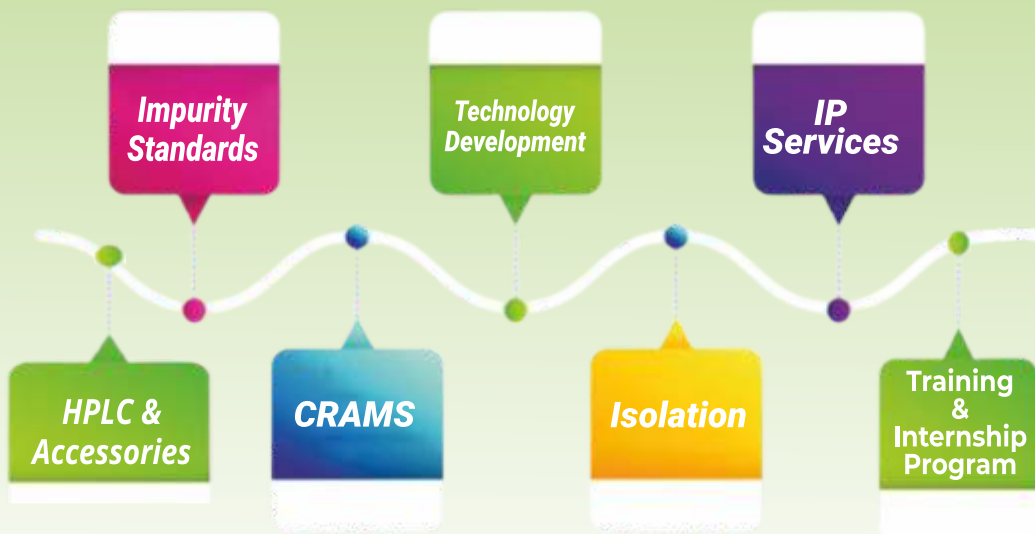 Impurity
Standards
Technology
Development
IP
Services
HPLC &
Accessories
CRAMS
Isolation
Training
&
Internship
Program